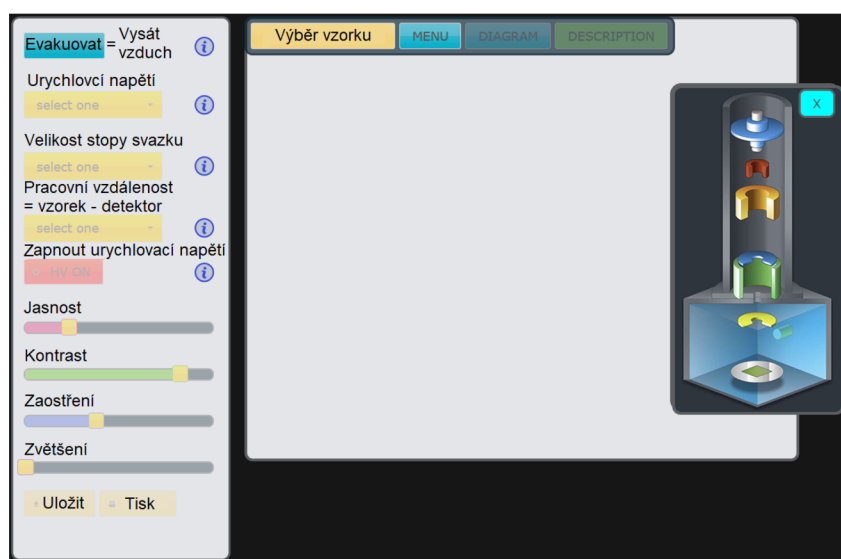 Evakuovat = Vysát vzduch
Urychlovcí napětí
select one
Velikost stopy svazku
select one
Pracovní vzdálenost
= vzorek - detektor
select one
Zapnout urychlovací napětí
HV ON
Jasnost
Kontrast
Zaostření
Zvětšení
Uložit Tisk
Výběr vzorku MENU DIAGRAM DESCRIPTION
X